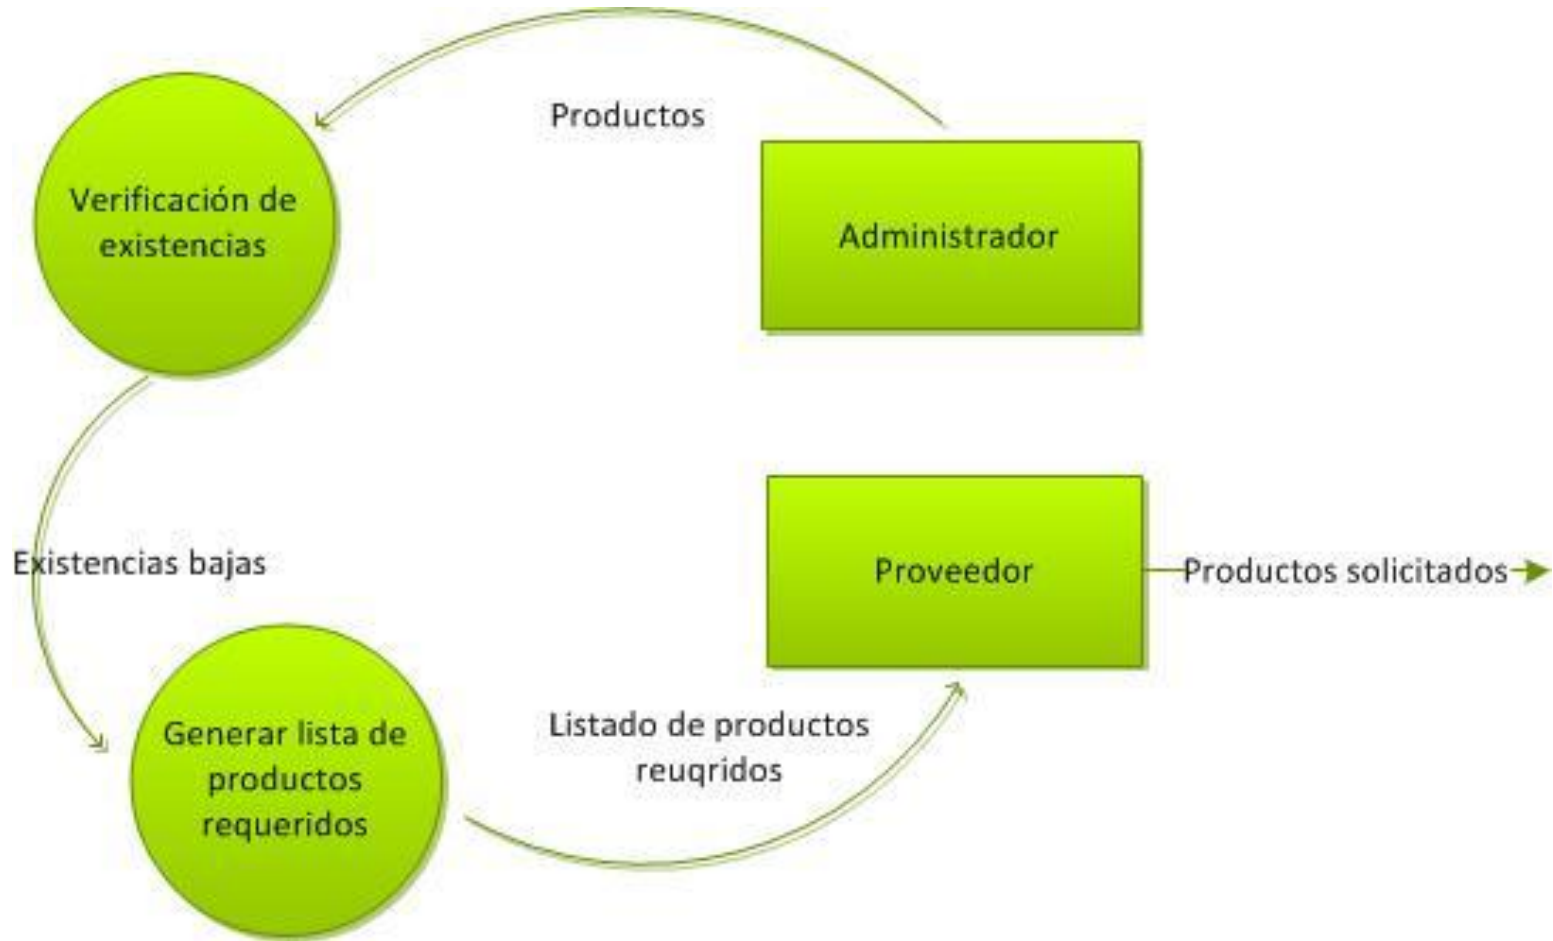 Productos
Verificación de
existencias
Administrador
Existencias bajas
Proveedor
Productos solicitados
Generar lista de
productos
requeridos
Listado de productos
reuqridos